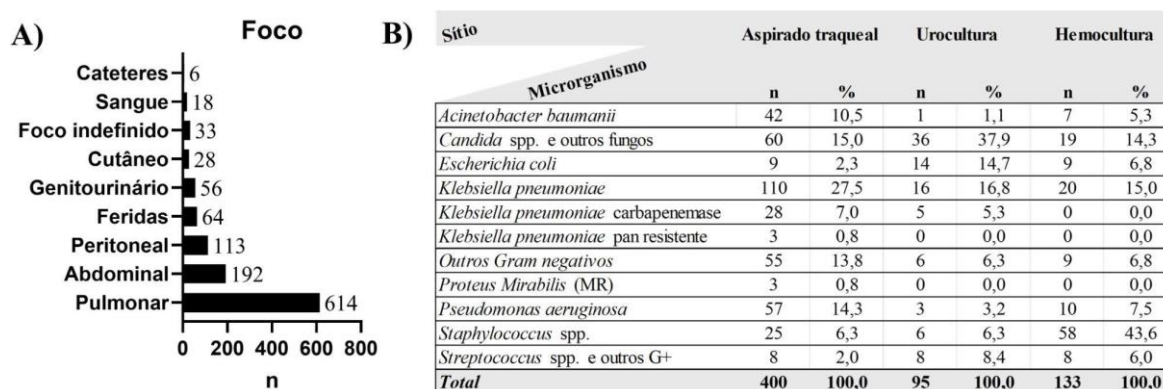 A)
Foco
Cateteres 6
Sangue 18
Foco indefinido 33
Cutâneo 28
Genitourinário 56
Feridas 64
Peritoneal 113
Abdominal 192
Pulmonar 614
0 200 400 600 800
n
B)
Sítio Aspirado traqueal Urocultura Hemocultura
Microrganismo
n % n % n %
Acinetobacter baumanii 42 10,5 1 1,1 7 5,3
Candida spp. e outros fungos 60 15,0 36 37,9 19 14,3
Escherichia coli 9 2,3 14 14,7 9 6,8
Klebsiella pneumoniae 110 27,5 16 16,8 20 15,0
Klebsiella pneumoniae carbapenemase 28 7,0 5 5,3 0 0,0
Klebsiella pneumoniae pan resistente 3 0,8 0 0,0 0 0,0
Outros Gram negativos 55 13,8 6 6,3 9 6,8
Proteus Mirabilis (MR) 3 0,8 0 0,0 0 0,0
Pseudomonas aeruginosa 57 14,3 3 3,2 10 7,5
Staphylococcus spp. 25 6,3 6 6,3 58 43,6
Streptococcus spp. e outros G+ 8 2,0 8 8,4 8 6,0
Total 400 100,0 95 100,0 133 100,0